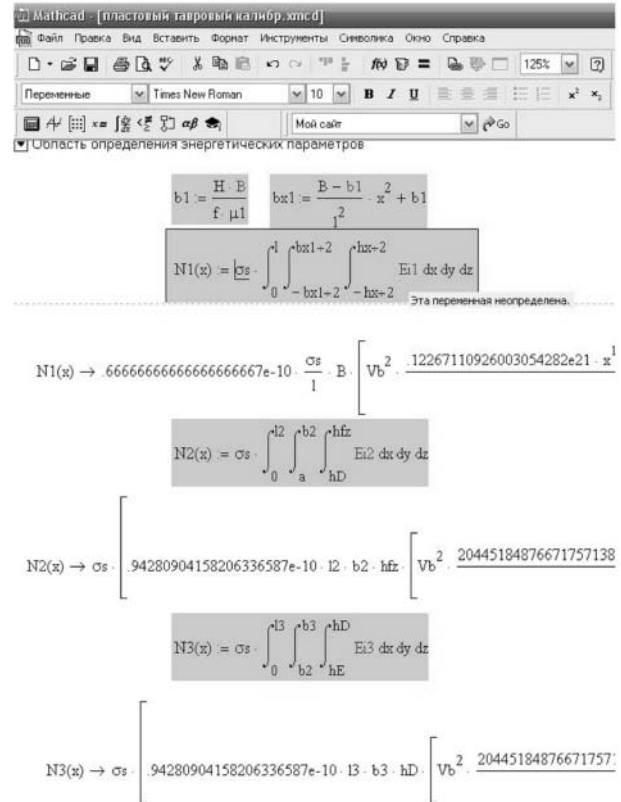 Mathcad - [пластовый тавровый калибр.xmcd]
Файл Правка Вид Вставить Формат Инструменты Символика Окно Справка
125%
Переменные Times New Roman 10 B I U x² x₂
αβ Мой сайт Go
Область определения энергетических параметров
b1 := H · B / f · μ1 bx1 := B − b1 / l² · x² + b1
N1(x) := σs · ∫₀^l ∫_{− bx1÷2}^{bx1÷2} ∫_{− hx÷2}^{hx÷2} Ei1 dx dy dz
Эта переменная неопределена.
N1(x) → .66666666666666666667e-10 · σs / l · B · [Vb² · .12267110926003054282e21 · x¹
N2(x) := σs · ∫₀^{l2} ∫_a^{b2} ∫_{hD}^{hfz} Ei2 dx dy dz
N2(x) → σs · [.94280904158206336587e-10 · l2 · b2 · hfz · [Vb² · 20445184876671757138
N3(x) := σs · ∫₀^{l3} ∫_{b2}^{b3} ∫_{hE}^{hD} Ei3 dx dy dz
N3(x) → σs · [.94280904158206336587e-10 · l3 · b3 · hD · [Vb² · 20445184876671757